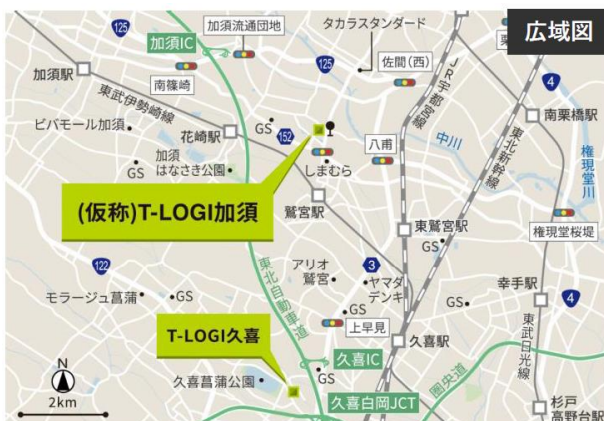 広域図
125
加須IC
加須流通団地
タカラスタンダード
125
佐間(西)
JR宇都宮線
4
加須駅
南篠崎
東武伊勢崎線
南栗橋駅
ビバモール加須
花崎駅
GS
152
八甫
中川
東北新幹線
権現堂川
GS
加須
はなさき公園
しまむら
(仮称)T-LOGI加須
鷲宮駅
東鷲宮駅
GS
権現堂桜堤
122
東北自動車道
アリオ
鷲宮
3
ヤマダ
デンキ
幸手駅
4
モラージュ菖蒲
GS
GS
GS
上早見
東武日光線
T-LOGI久喜
久喜IC
久喜駅
圏央道
N
2km
久喜菖蒲公園
GS
久喜白岡JCT
杉戸
高野台駅